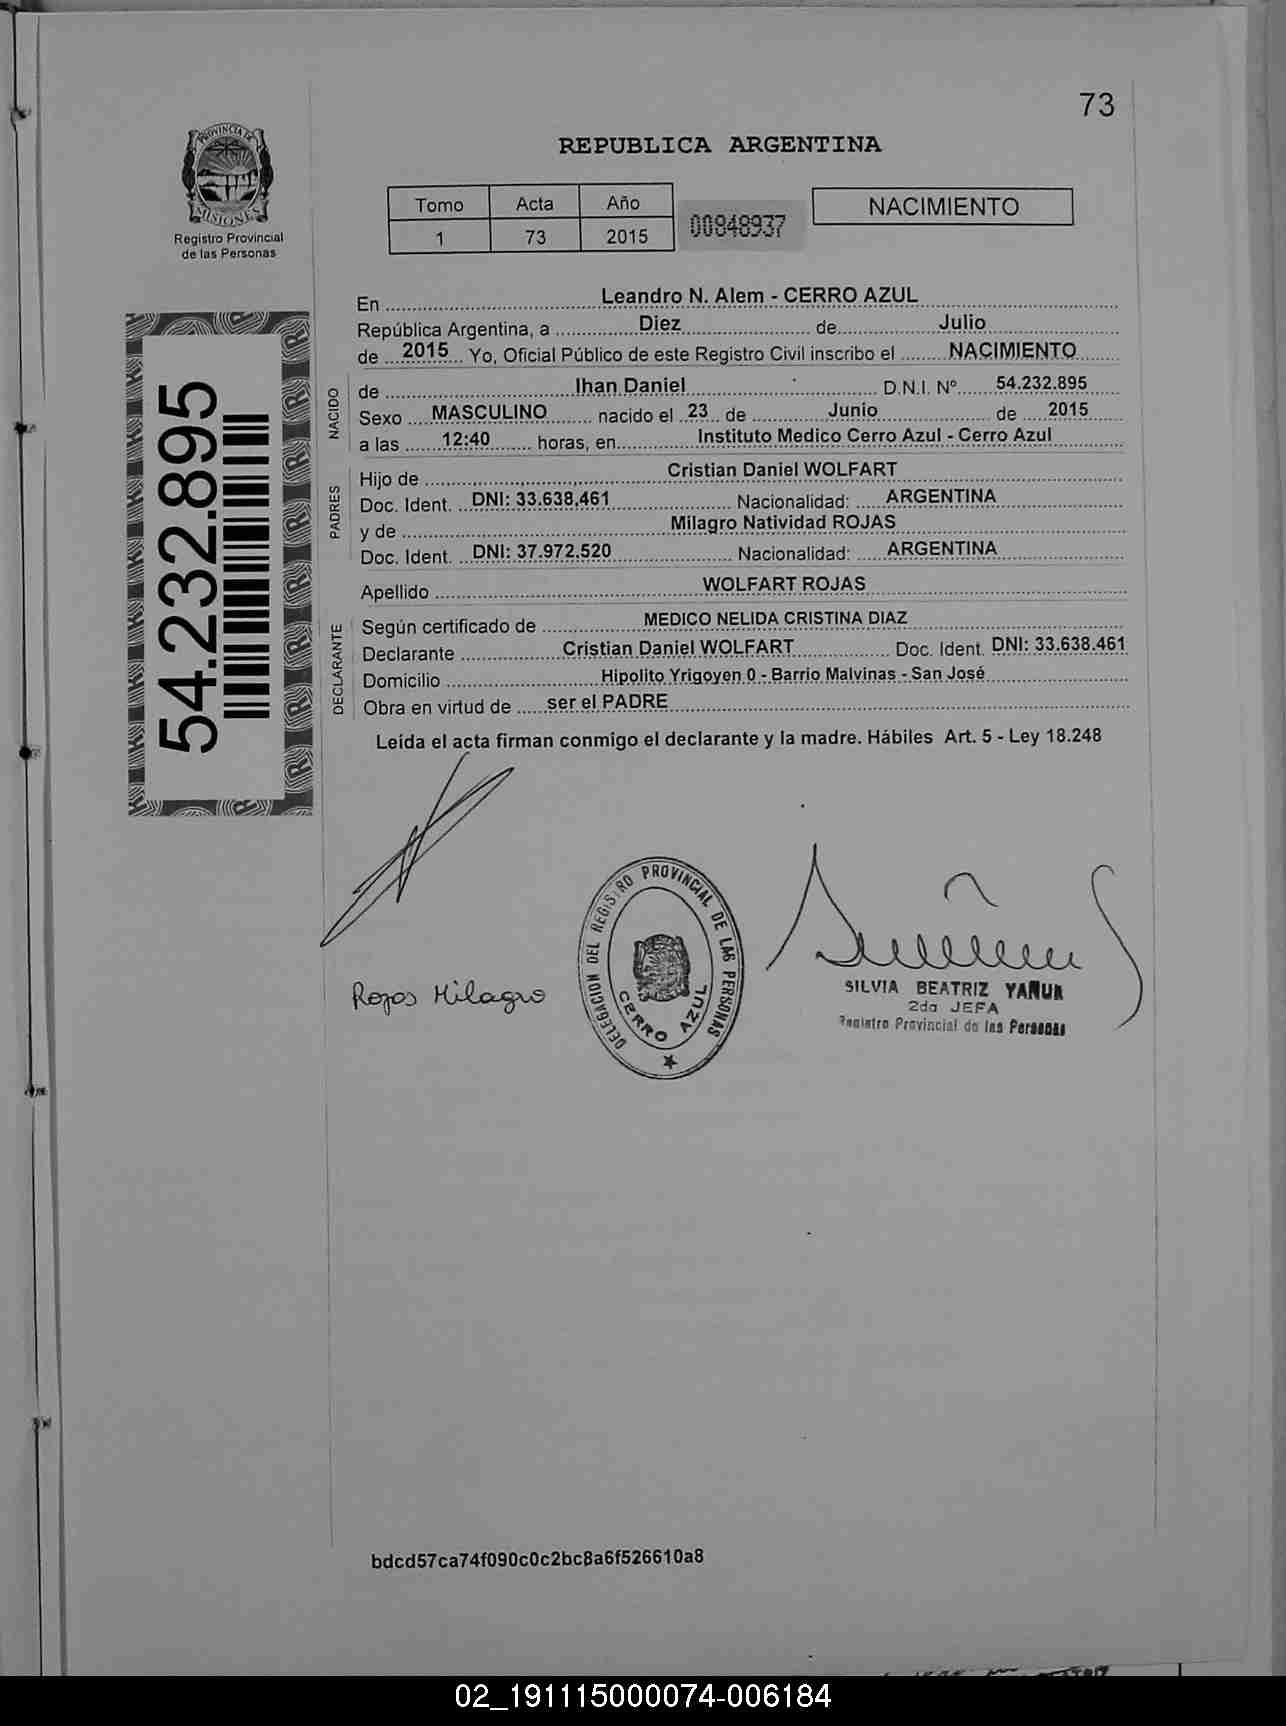 73
PROVINCIA DE
MISIONES
Registro Provincial
de las Personas
REPUBLICA ARGENTINA
Tomo Acta Año
1 73 2015
00848937
NACIMIENTO
54.232.895
En Leandro N. Alem - CERRO AZUL
República Argentina, a Diez de Julio
de 2015 Yo, Oficial Público de este Registro Civil inscribo el NACIMIENTO
NACIDO
de Ihan Daniel D.N.I. Nº 54.232.895
Sexo MASCULINO nacido el 23 de Junio de 2015
a las 12:40 horas, en Instituto Medico Cerro Azul - Cerro Azul
PADRES
Hijo de Cristian Daniel WOLFART
Doc. Ident. DNI: 33.638.461 Nacionalidad: ARGENTINA
y de Milagro Natividad ROJAS
Doc. Ident. DNI: 37.972.520 Nacionalidad: ARGENTINA
Apellido WOLFART ROJAS
DECLARANTE
Según certificado de MEDICO NELIDA CRISTINA DIAZ
Declarante Cristian Daniel WOLFART Doc. Ident. DNI: 33.638.461
Domicilio Hipolito Yrigoyen 0 - Barrio Malvinas - San José
Obra en virtud de ser el PADRE
Leida el acta firman conmigo el declarante y la madre. Hábiles Art. 5 - Ley 18.248
Rojas Milagro
DELEGACION DEL REGISTRO PROVINCIAL DE LAS PERSONAS
CERRO AZUL
SILVIA BEATRIZ YAÑUK
2da JEFA
Registro Provincial de las Personas
bdcd57ca74f090c0c2bc8a6f526610a8
02_191115000074-006184